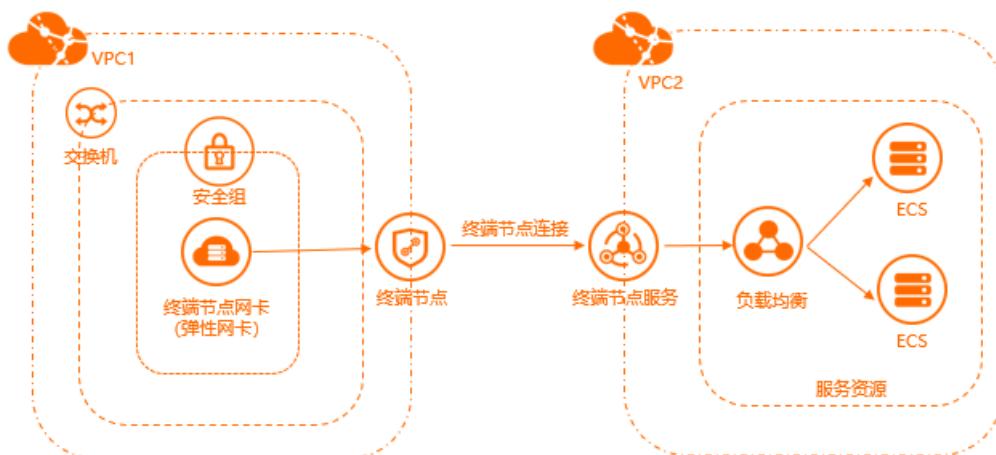 VPC1
交换机
安全组
终端节点网卡
(弹性网卡)
终端节点
终端节点连接
VPC2
终端节点服务
负载均衡
ECS
ECS
服务资源